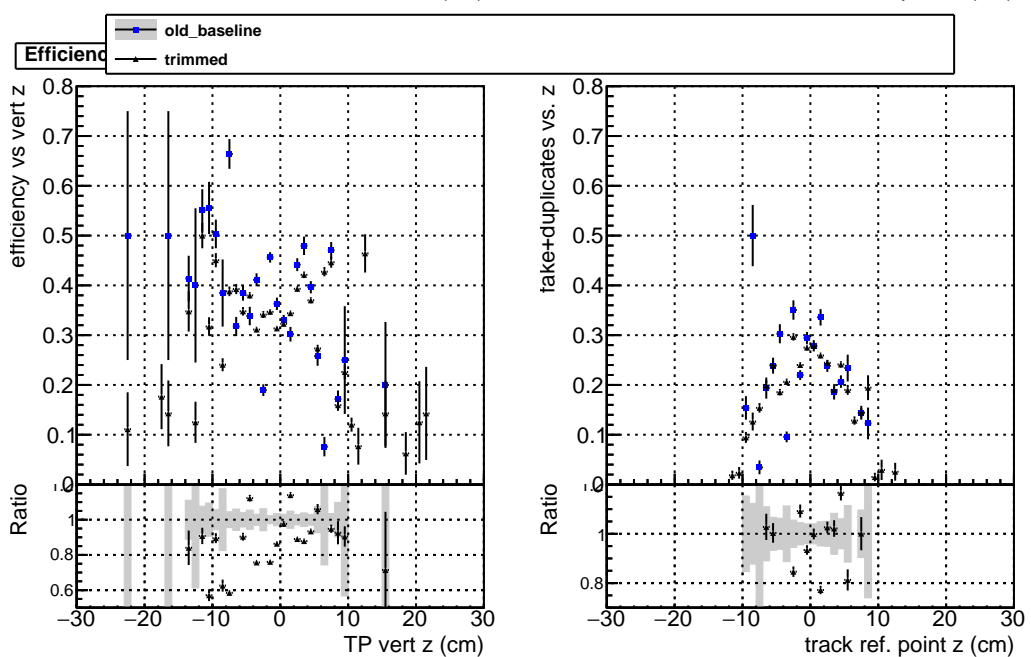 old_baseline
trimmed
Efficienc
efficiency vs vert z
0.8
0.7
0.6
0.5
0.4
0.3
0.2
0.1
0
Ratio
1
0.8
0.6
−30 −20 −10 0 10 20 30
TP vert z (cm)
fake+duplicates vs. z
0.8
0.7
0.6
0.5
0.4
0.3
0.2
0.1
0
Ratio
1
0.8
−30 −20 −10 0 10 20 30
track ref. point z (cm)